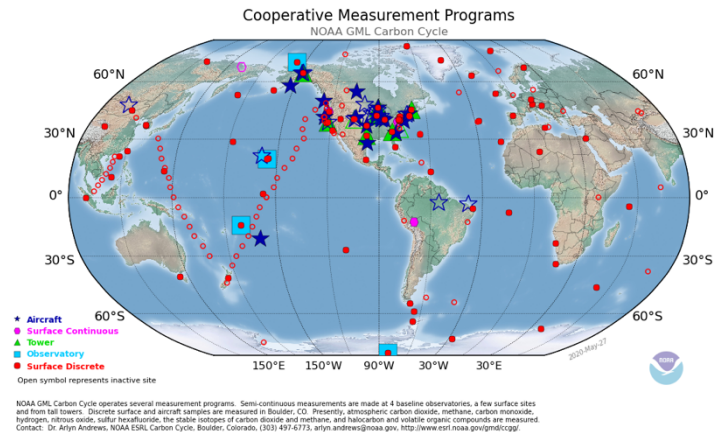 Cooperative Measurement Programs
NOAA GML Carbon Cycle
60°N
60°N
30°N
30°N
0°
0°
30°S
30°S
60°S
60°S
150°E
150°W
90°W
30°W
30°E
Aircraft
Surface Continuous
Tower
Observatory
Surface Discrete
Open symbol represents inactive site
2020-May-27
NOAA
NOAA GML Carbon Cycle operates several measurement programs. Semi-continuous measurements are made at 4 baseline observatories, a few surface sites
and from tall towers. Discrete surface and aircraft samples are measured in Boulder, CO. Presently, atmospheric carbon dioxide, methane, carbon monoxide,
hydrogen, nitrous oxide, sulfur hexafluoride, the stable isotopes of carbon dioxide and methane, and halocarbon and volatile organic compounds are measured.
Contact: Dr. Arlyn Andrews, NOAA ESRL Carbon Cycle, Boulder, Colorado, (303) 497-6773, arlyn.andrews@noaa.gov, http://www.esrl.noaa.gov/gmd/ccgg/.